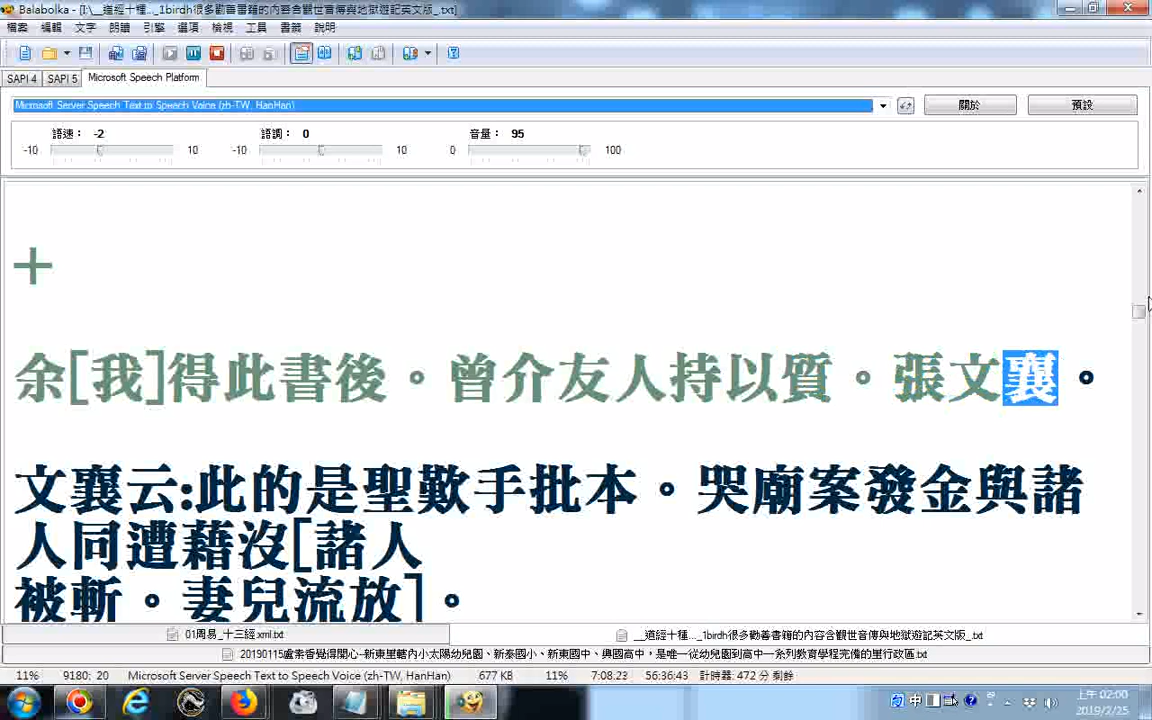 Balabolka - [I:\__道經十種..._1birdh很多勸善書籍的內容含觀世音傳與地獄遊記英文版_.txt]
檔案 編輯 文字 朗讀 引擎 選項 檢視 工具 書籤 說明
SAPI 4 SAPI 5 Microsoft Speech Platform
Microsoft Server Speech Text to Speech Voice (zh-TW, HanHan)
關於 預設
語速： -2 語調： 0 音量： 95
-10 10 -10 10 0 100
+
余[我]得此書後。曾介友人持以質。張文襄。
文襄云:此的是聖歎手批本。哭廟案發金與諸
人同遭藉沒[諸人
被斬。妻兒流放]。
01周易_十三經.xml.txt __道經十種..._1birdh很多勸善書籍的內容含觀世音傳與地獄遊記英文版_.txt
20190115盧素香覺得開心-新東里轄內小太陽幼兒園、新泰國小、新東國中、興國高中，是唯一從幼兒園到高中一系列教育學程完備的里行政區.txt
11% 9180; 20 Microsoft Server Speech Text to Speech Voice (zh-TW, HanHan) 677 KB 11% 7:08.23 56:36:43 計時器: 472 分 剩餘
中 上午 02:00
2019/2/25